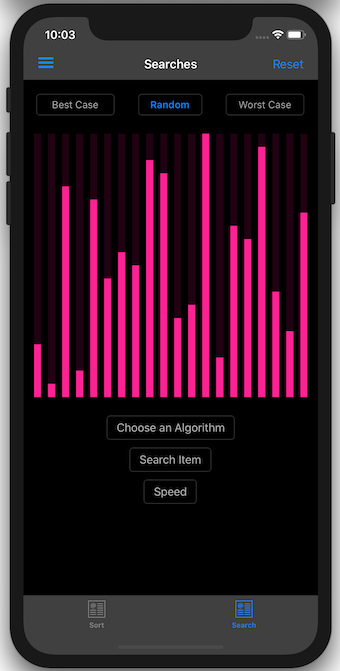 10:03
Searches
Reset
Best Case
Random
Worst Case
Choose an Algorithm
Search Item
Speed
Sort
Search